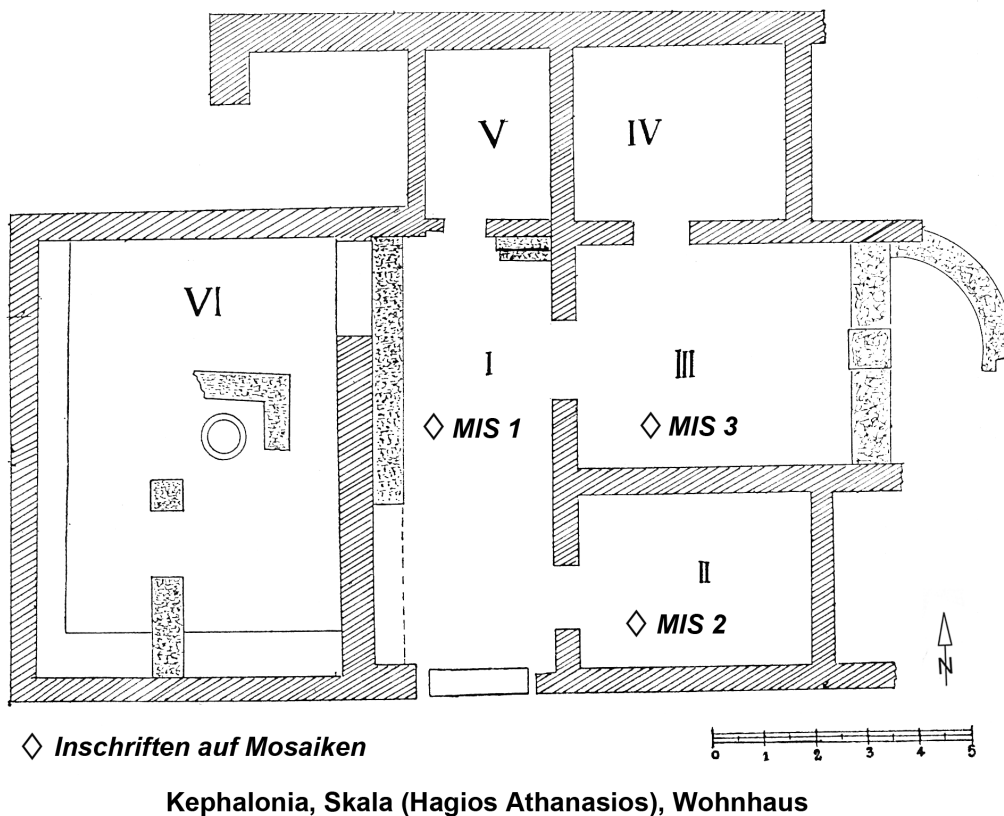 V IV
VI
I III
MIS 1 MIS 3
II
MIS 2
N
Inschriften auf Mosaiken
0 1 2 3 4 5
Kephalonia, Skala (Hagios Athanasios), Wohnhaus